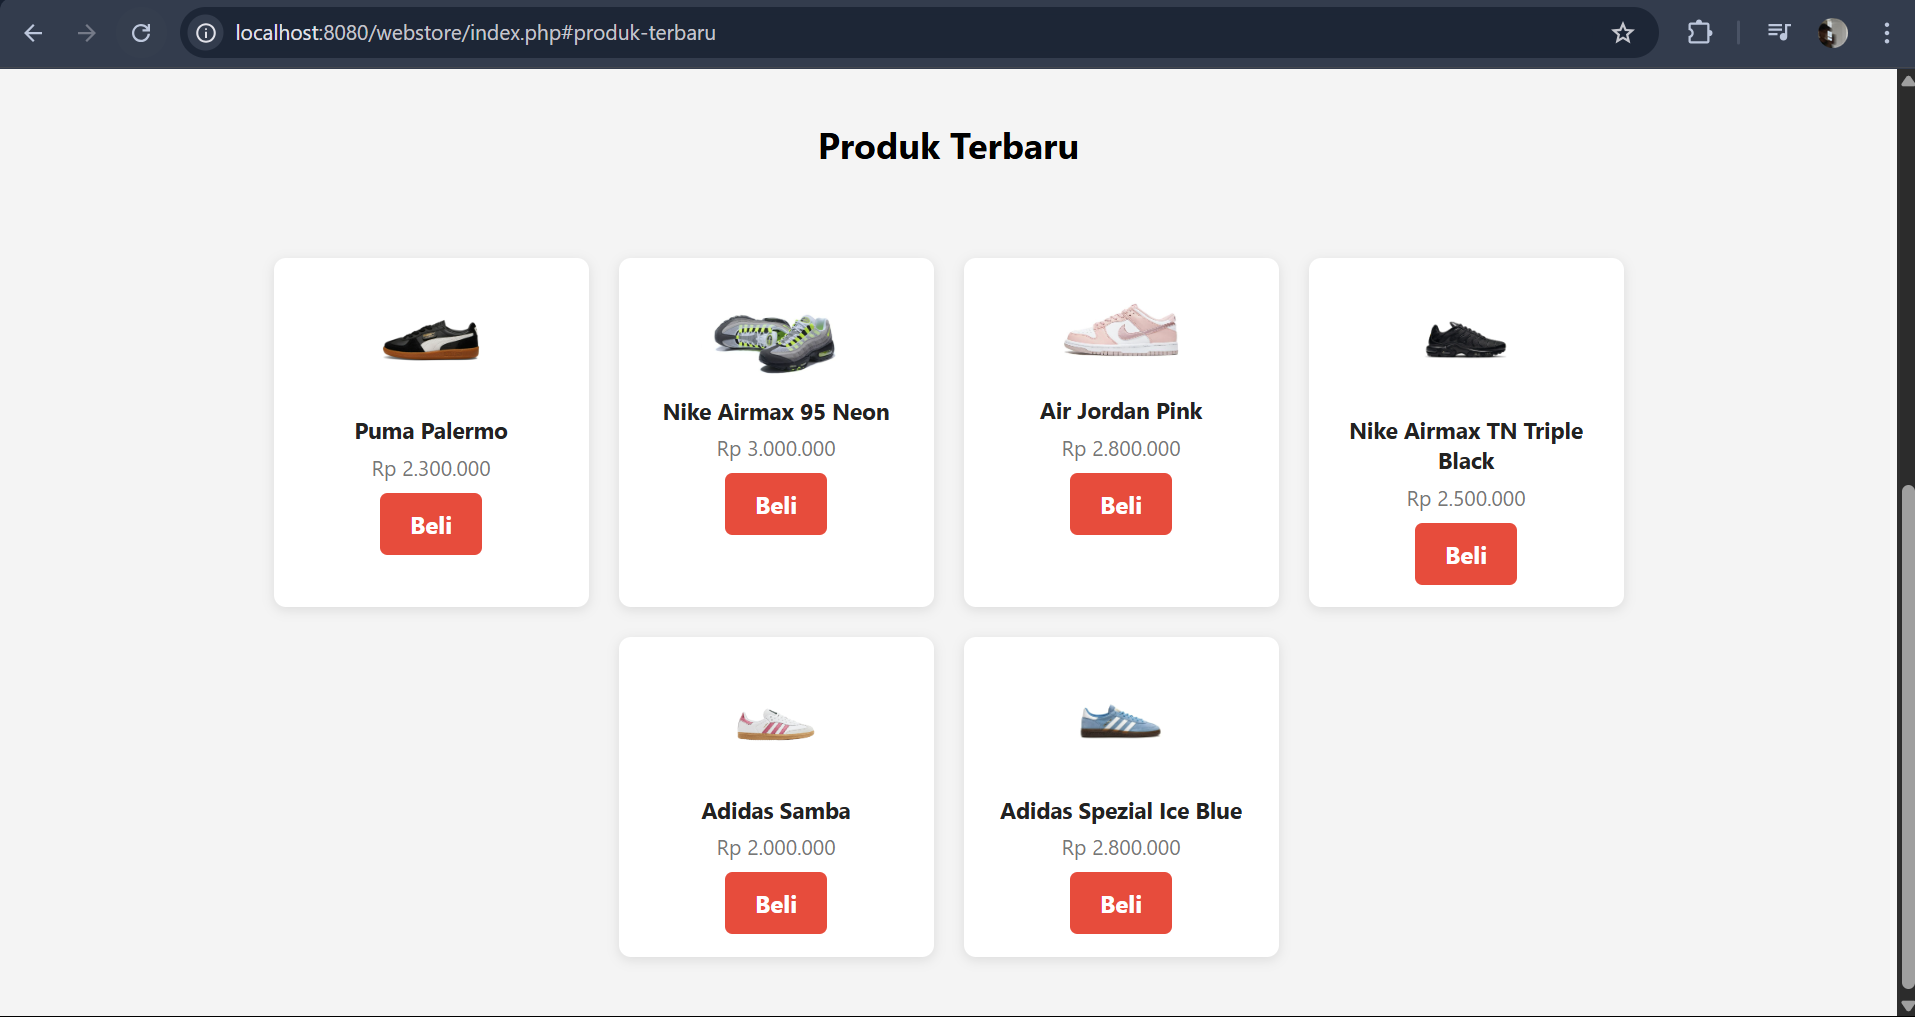 localhost:8080/webstore/index.php#produk-terbaru
Produk Terbaru
Puma Palermo
Rp 2.300.000
Beli
Nike Airmax 95 Neon
Rp 3.000.000
Beli
Air Jordan Pink
Rp 2.800.000
Beli
Nike Airmax TN Triple
Black
Rp 2.500.000
Beli
Adidas Samba
Rp 2.000.000
Beli
Adidas Spezial Ice Blue
Rp 2.800.000
Beli